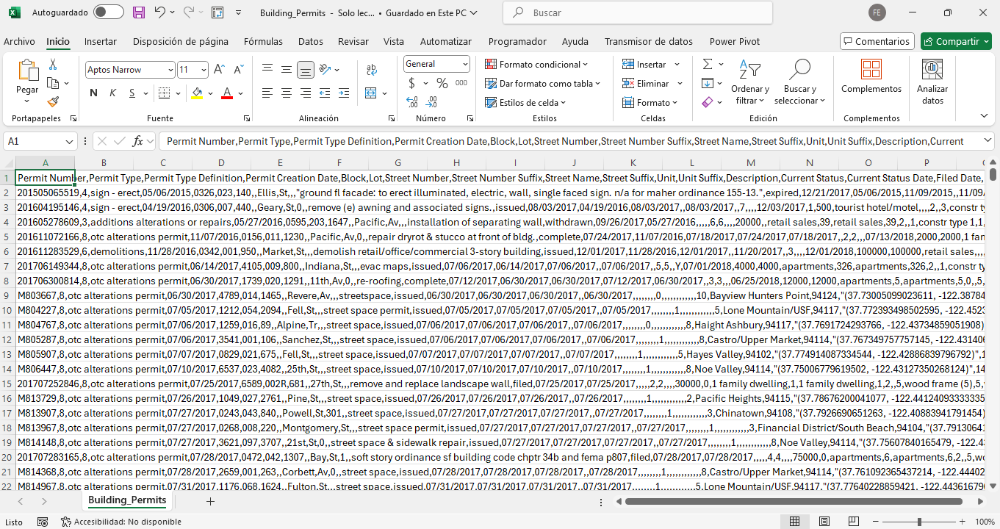 Autoguardado
Building_Permits - Solo lec... • Guardado en Este PC
Buscar
FE
Archivo Inicio Insertar Disposición de página Fórmulas Datos Revisar Vista Automatizar Programador Ayuda Transmisor de datos Power Pivot
Comentarios Compartir
Pegar
Portapapeles
Aptos Narrow 11
N K S
Fuente
Alineación
General
$ % 000
Número
Formato condicional
Dar formato como tabla
Estilos de celda
Estilos
Insertar
Eliminar
Formato
Celdas
Ordenar y filtrar
Buscar y seleccionar
Edición
Complementos
Complementos
Analizar datos
A1
fx
Permit Number,Permit Type,Permit Type Definition,Permit Creation Date,Block,Lot,Street Number,Street Number Suffix,Street Name,Street Suffix,Unit,Unit Suffix,Description,Current
A B C D E F G H I J K L M N O P
1 Permit Number,Permit Type,Permit Type Definition,Permit Creation Date,Block,Lot,Street Number,Street Number Suffix,Street Name,Street Suffix,Unit,Unit Suffix,Description,Current Status,Current Status Date,Filed Date,
2 201505065519,4,sign - erect,05/06/2015,0326,023,140,,Ellis,St,,,"ground fl facade: to erect illuminated, electric, wall, single faced sign. n/a for maher ordinance 155-13.",expired,12/21/2017,05/06/2015,11/09/2015,,11/09/
3 201604195146,4,sign - erect,04/19/2016,0306,007,440,,Geary,St,0,,remove (e) awning and associated signs.,issued,08/03/2017,04/19/2016,08/03/2017,,08/03/2017,,7,,,,12/03/2017,1,500,tourist hotel/motel,,,,2,,3,constr ty
4 201605278609,3,additions alterations or repairs,05/27/2016,0595,203,1647,,Pacific,Av,,,installation of separating wall,withdrawn,09/26/2017,05/27/2016,,,,,6,6,,,,20000,,retail sales,39,retail sales,39,2,,1,constr type 1,1,
5 201611072166,8,otc alterations permit,11/07/2016,0156,011,1230,,Pacific,Av,0,,repair dryrot & stucco at front of bldg.,complete,07/24/2017,11/07/2016,07/18/2017,07/24/2017,07/18/2017,,2,2,,,07/13/2018,2000,2000,1 fam
6 201611283529,6,demolitions,11/28/2016,0342,001,950,,Market,St,,,demolish retail/office/commercial 3-story building,issued,12/01/2017,11/28/2016,12/01/2017,,11/20/2017,,3,,,,12/01/2018,100000,100000,retail sales,,,,
7 201706149344,8,otc alterations permit,06/14/2017,4105,009,800,,Indiana,St,,,evac maps,issued,07/06/2017,06/14/2017,07/06/2017,,07/06/2017,,5,5,,Y,07/01/2018,4000,4000,apartments,326,apartments,326,2,,1,constr t
8 201706300814,8,otc alterations permit,06/30/2017,1739,020,1291,,11th,Av,0,,re-roofing,complete,07/12/2017,06/30/2017,06/30/2017,07/12/2017,06/30/2017,,3,3,,,06/25/2018,12000,12000,apartments,5,apartments,5,0,,5,
9 M803667,8,otc alterations permit,06/30/2017,4789,014,1465,,Revere,Av,,,streetspace,issued,06/30/2017,06/30/2017,06/30/2017,,06/30/2017,,,,,,,,0,,,,,,,,,,,,10,Bayview Hunters Point,94124,"(37.73005099023611, -122.38784
10 M804227,8,otc alterations permit,07/05/2017,1212,054,2094,,Fell,St,,,street space permit,issued,07/05/2017,07/05/2017,07/05/2017,,07/05/2017,,,,,,,,1,,,,,,,,,,,,5,Lone Mountain/USF,94117,"(37.772393498502595, -122.4523
11 M804767,8,otc alterations permit,07/06/2017,1259,016,89,,Alpine,Tr,,,street space,issued,07/06/2017,07/06/2017,07/06/2017,,07/06/2017,,,,,,,,0,,,,,,,,,,,,8,Haight Ashbury,94117,"(37.7691724293766, -122.43734859051908)
12 M805287,8,otc alterations permit,07/06/2017,3541,001,106,,Sanchez,St,,,street space,issued,07/06/2017,07/06/2017,07/06/2017,,07/06/2017,,,,,,,,1,,,,,,,,,,,,8,Castro/Upper Market,94114,"(37.767349757757145, -122.431406
13 M805907,8,otc alterations permit,07/07/2017,0829,021,675,,Fell,St,,,street space,issued,07/07/2017,07/07/2017,07/07/2017,,07/07/2017,,,,,,,,1,,,,,,,,,,,,5,Hayes Valley,94102,"(37.774914087334544, -122.42886839796792)",1
14 M806447,8,otc alterations permit,07/10/2017,6537,023,4082,,25th,St,,,street space,issued,07/10/2017,07/10/2017,07/10/2017,,07/10/2017,,,,,,,,1,,,,,,,,,,,,8,Noe Valley,94114,"(37.75006779619502, -122.4312735026812‌4)",14
15 201707252846,8,otc alterations permit,07/25/2017,6589,002R,681,,27th,St,,,remove and replace landscape wall,filed,07/25/2017,07/25/2017,,,,,2,2,,,,30000,0,1 family dwelling,1,1 family dwelling,1,2,,5,wood frame (5),5,
16 M813729,8,otc alterations permit,07/26/2017,1049,027,2761,,Pine,St,,,street space,issued,07/26/2017,07/26/2017,07/26/2017,,07/26/2017,,,,,,,,1,,,,,,,,,,,,2,Pacific Heights,94115,"(37.78676200041077, -122.44124093333335
17 M813907,8,otc alterations permit,07/27/2017,0243,043,840,,Powell,St,301,,street space,issued,07/27/2017,07/27/2017,07/27/2017,,07/27/2017,,,,,,,,1,,,,,,,,,,,,3,Chinatown,94108,"(37.7926690651263, -122.40883941791454)
18 M813967,8,otc alterations permit,07/27/2017,0268,008,220,,Montgomery,St,,,street space permit,issued,07/27/2017,07/27/2017,07/27/2017,,07/27/2017,,,,,,,,1,,,,,,,,,,,,3,Financial District/South Beach,94104,"(37.79130641
19 M814148,8,otc alterations permit,07/27/2017,3621,097,3707,,21st,St,0,,street space & sidewalk repair,issued,07/27/2017,07/27/2017,07/27/2017,,07/27/2017,,,,,,,,1,,,,,,,,,,,,8,Noe Valley,94114,"(37.75607840165479, -122.43
20 201707283165,8,otc alterations permit,07/28/2017,0472,042,1307,,Bay,St,1,,soft story ordinance sf building code chptr 34b and fema p807,filed,07/28/2017,07/28/2017,,,,,4,4,,,,75000,0,apartments,6,apartments,6,2,,5,wo
21 M814368,8,otc alterations permit,07/28/2017,2659,001,263,,Corbett,Av,0,,street space,issued,07/28/2017,07/28/2017,07/28/2017,,07/28/2017,,,,,,,,1,,,,,,,,,,,,8,Castro/Upper Market,94114,"(37.761092365437214, -122.44402
22 M814967,8,otc alterations permit,07/31/2017,1176,068,1624,,Fulton,St,,,street space,issued,07/31/2017,07/31/2017,07/31/2017,,07/31/2017,,,,,,,,1,,,,,,,,,,,,5,Lone Mountain/USF,94117,"(37.77640228859421, -122.443616796
Building_Permits
Listo
Accesibilidad: No disponible
100%